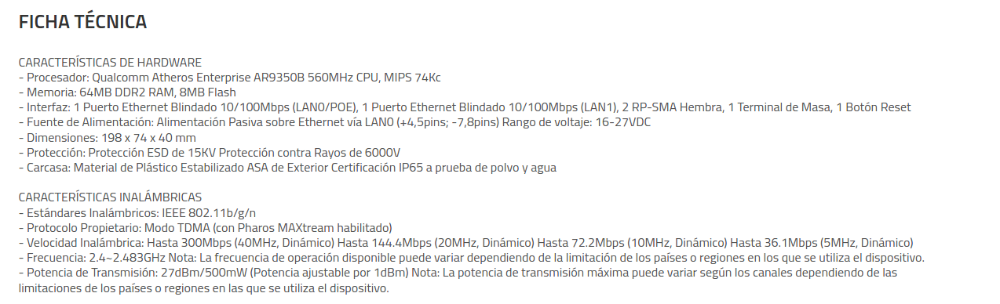 FICHA TÉCNICA
CARACTERÍSTICAS DE HARDWARE
- Procesador: Qualcomm Atheros Enterprise AR9350B 560MHz CPU, MIPS 74Kc
- Memoria: 64MB DDR2 RAM, 8MB Flash
- Interfaz: 1 Puerto Ethernet Blindado 10/100Mbps (LAN0/POE), 1 Puerto Ethernet Blindado 10/100Mbps (LAN1), 2 RP-SMA Hembra, 1 Terminal de Masa, 1 Botón Reset
- Fuente de Alimentación: Alimentación Pasiva sobre Ethernet vía LAN0 (+4,5pins; -7,8pins) Rango de voltaje: 16-27VDC
- Dimensiones: 198 x 74 x 40 mm
- Protección: Protección ESD de 15KV Protección contra Rayos de 6000V
- Carcasa: Material de Plástico Estabilizado ASA de Exterior Certificación IP65 a prueba de polvo y agua
CARACTERÍSTICAS INALÁMBRICAS
- Estándares Inalámbricos: IEEE 802.11b/g/n
- Protocolo Propietario: Modo TDMA (con Pharos MAXtream habilitado)
- Velocidad Inalámbrica: Hasta 300Mbps (40MHz, Dinámico) Hasta 144.4Mbps (20MHz, Dinámico) Hasta 72.2Mbps (10MHz, Dinámico) Hasta 36.1Mbps (5MHz, Dinámico)
- Frecuencia: 2.4~2.483GHz Nota: La frecuencia de operación disponible puede variar dependiendo de la limitación de los países o regiones en los que se utiliza el dispositivo.
- Potencia de Transmisión: 27dBm/500mW (Potencia ajustable por 1dBm) Nota: La potencia de transmisión máxima puede variar según los canales dependiendo de las
limitaciones de los países o regiones en las que se utiliza el dispositivo.